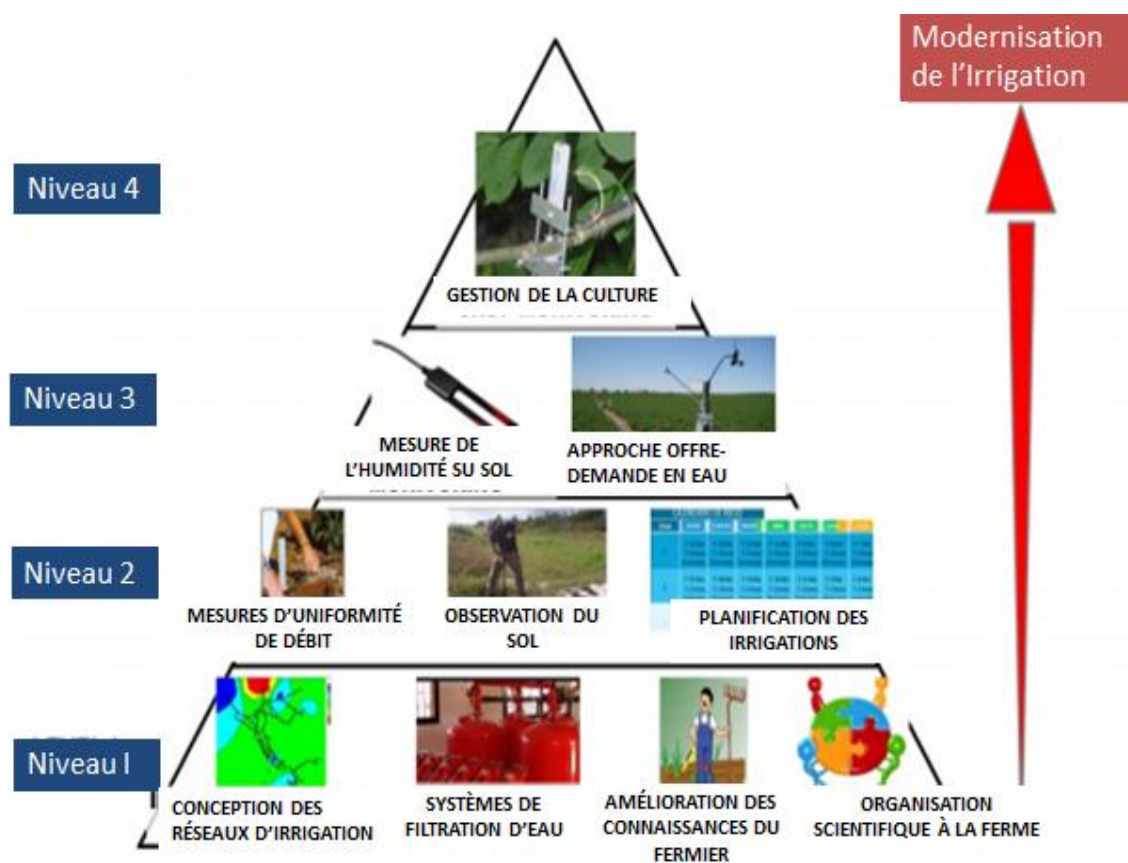 Modernisation
de l'Irrigation
Niveau 4
GESTION DE LA CULTURE
Niveau 3
MESURE DE
L'HUMIDITÉ SU SOL
APPROCHE OFFRE-
DEMANDE EN EAU
Niveau 2
MESURES D'UNIFORMITÉ
DE DÉBIT
OBSERVATION DU
SOL
PLANIFICATION DES
IRRIGATIONS
Niveau I
CONCEPTION DES
RÉSEAUX D'IRRIGATION
SYSTÈMES DE
FILTRATION D'EAU
AMÉLIORATION DES
CONNAISSANCES DU
FERMIER
ORGANISATION
SCIENTIFIQUE À LA FERME